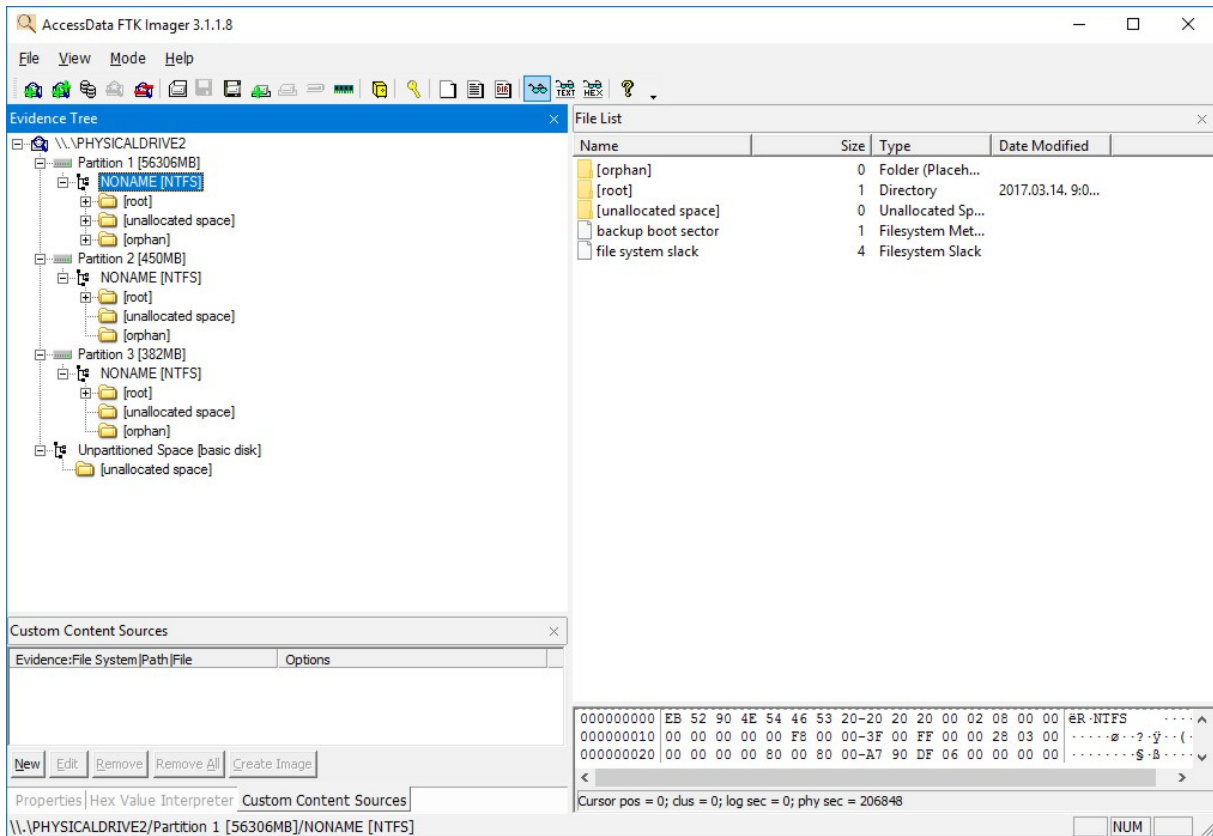 AccessData FTK Imager 3.1.1.8
File View Mode Help
Evidence Tree
\\.\PHYSICALDRIVE2
Partition 1 [56306MB]
NONAME [NTFS]
[root]
[unallocated space]
[orphan]
Partition 2 [450MB]
NONAME [NTFS]
[root]
[unallocated space]
[orphan]
Partition 3 [382MB]
NONAME [NTFS]
[root]
[unallocated space]
[orphan]
Unpartitioned Space [basic disk]
[unallocated space]
File List
Name Size Type Date Modified
[orphan] 0 Folder (Placeh...
[root] 1 Directory 2017.03.14. 9:0...
[unallocated space] 0 Unallocated Sp...
backup boot sector 1 Filesystem Met...
file system slack 4 Filesystem Slack
Custom Content Sources
Evidence:File System|Path|File Options
New Edit Remove Remove All Create Image
Properties Hex Value Interpreter Custom Content Sources
000000000 EB 52 90 4E 54 46 53 20-20 20 20 00 02 08 00 00 ëR·NTFS ····
000000010 00 00 00 00 00 F8 00 00-3F 00 FF 00 00 28 03 00 ·····ø··?·ÿ··(·
000000020 00 00 00 00 80 00 80 00-A7 90 DF 06 00 00 00 00 ········§·ß····
Cursor pos = 0; clus = 0; log sec = 0; phy sec = 206848
\\.\PHYSICALDRIVE2/Partition 1 [56306MB]/NONAME [NTFS] NUM